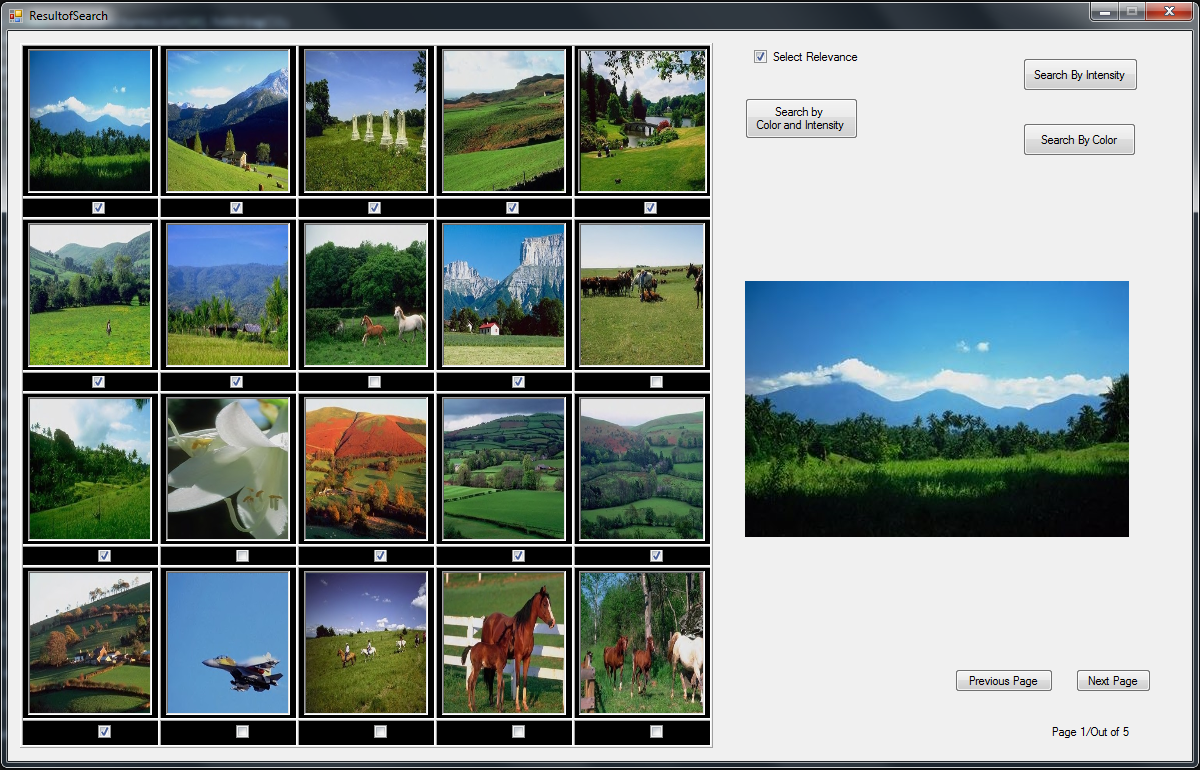 ResultofSearch
Select Relevance
Search By Intensity
Search by
Color and Intensity
Search By Color
Previous Page
Next Page
Page 1/Out of 5